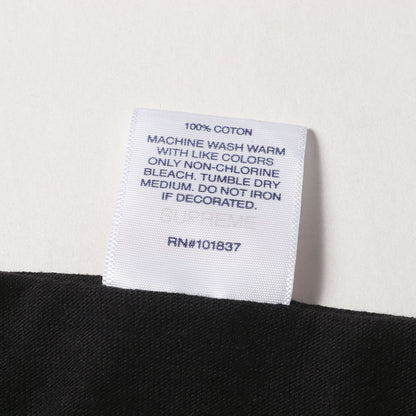 100% COTON
MACHINE WASH WARM
WITH LIKE COLORS
ONLY NON-CHLORINE
BLEACH. TUMBLE DRY
MEDIUM. DO NOT IRON
IF DECORATED.
SUPREME
RN#101837